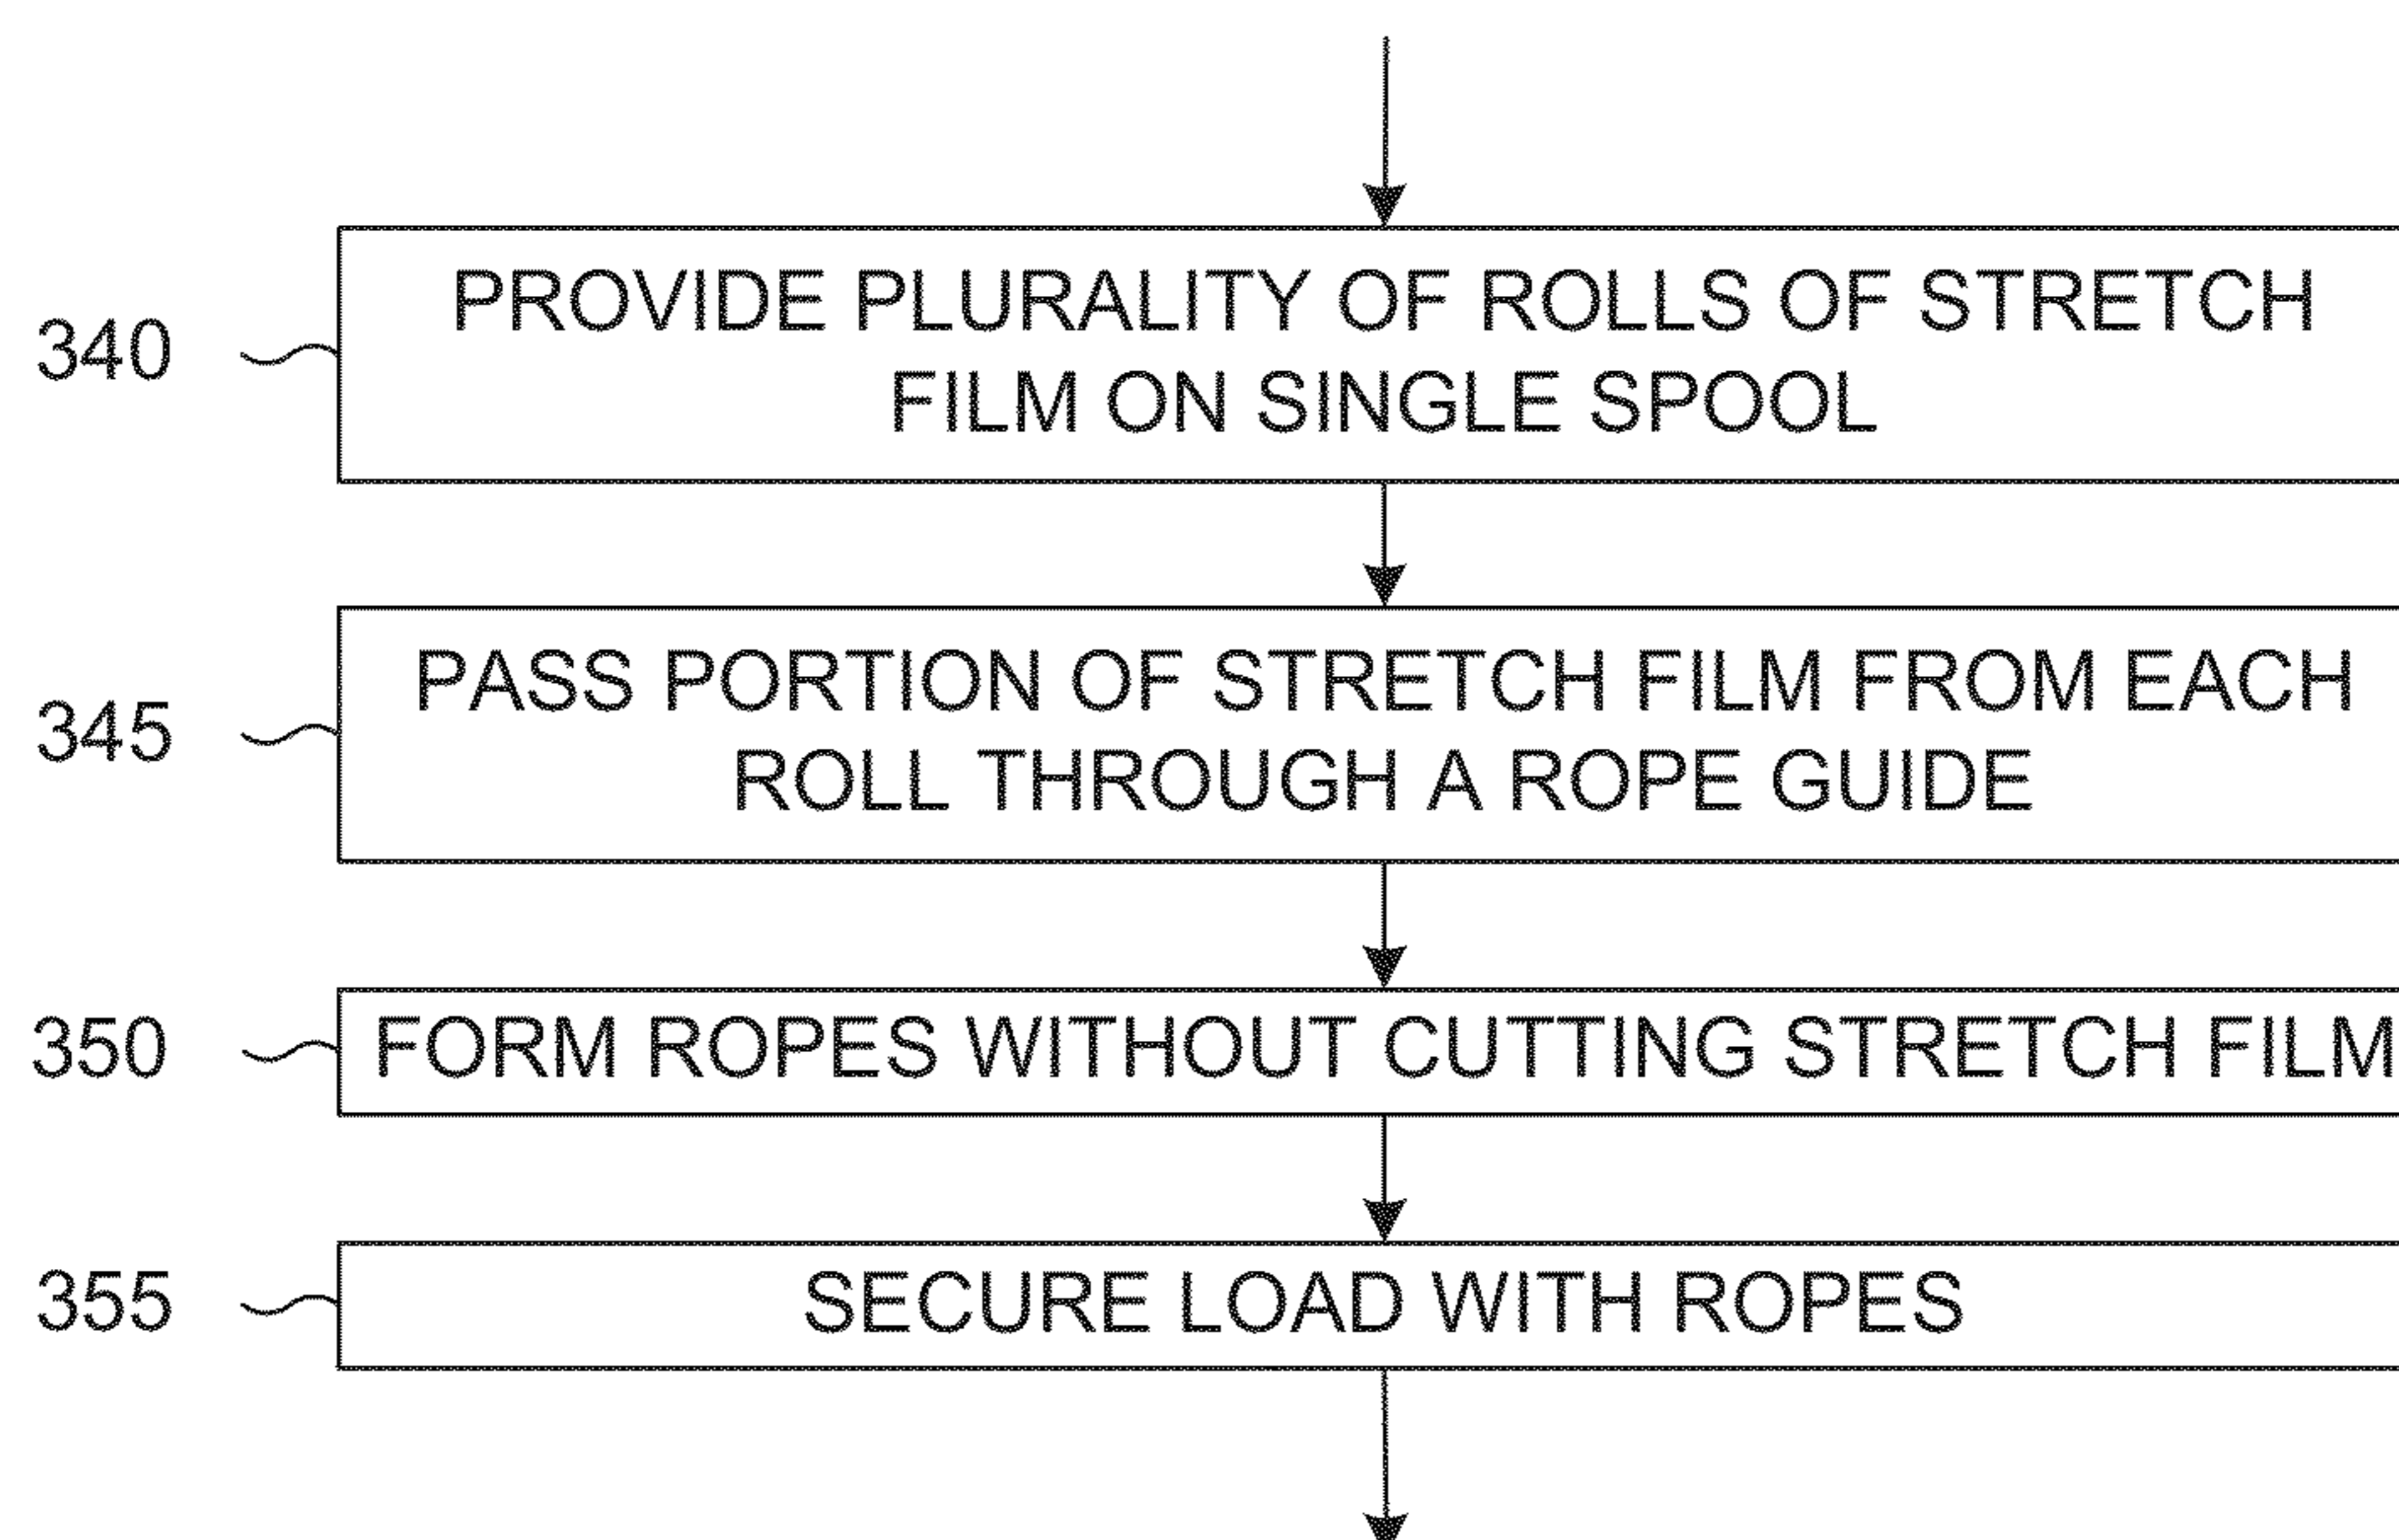 340
PROVIDE PLURALITY OF ROLLS OF STRETCH
FILM ON SINGLE SPOOL
345
PASS PORTION OF STRETCH FILM FROM EACH
ROLL THROUGH A ROPE GUIDE
350
FORM ROPES WITHOUT CUTTING STRETCH FILM
355
SECURE LOAD WITH ROPES